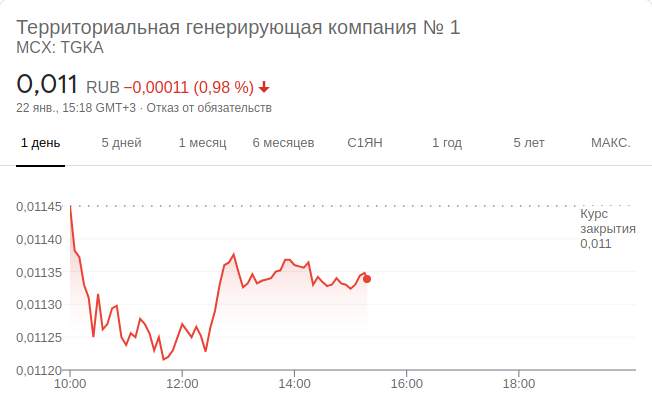 Территориальная генерирующая компания № 1
MCX: TGKA
0,011 RUB −0,00011 (0,98 %) ↓
22 янв., 15:18 GMT+3 · Отказ от обязательств
1 день 5 дней 1 месяц 6 месяцев С1ЯН 1 год 5 лет МАКС.
0,01145
Курс
закрытия
0,011
0,01140
0,01135
0,01130
0,01125
0,01120
10:00 12:00 14:00 16:00 18:00